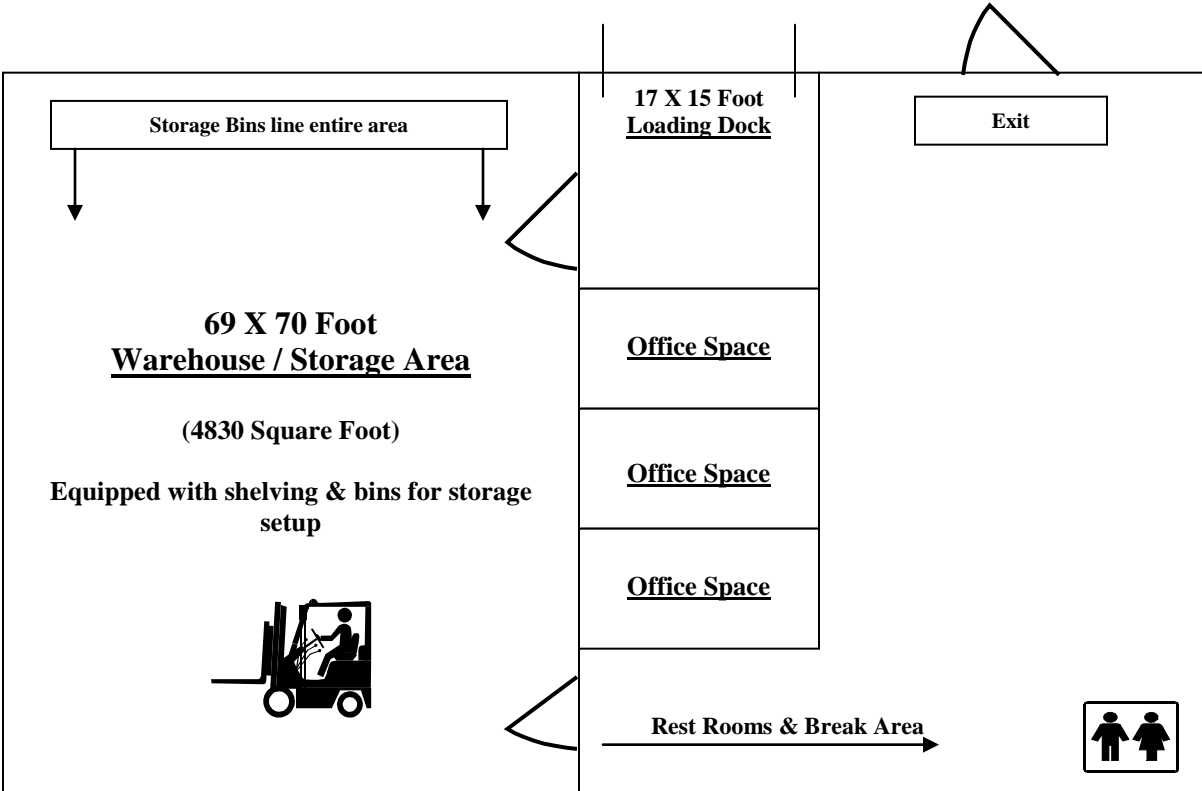 17 X 15 Foot
Loading Dock
Storage Bins line entire area
Exit
69 X 70 Foot
Warehouse / Storage Area
(4830 Square Foot)
Equipped with shelving & bins for storage
setup
Office Space
Office Space
Office Space
Rest Rooms & Break Area